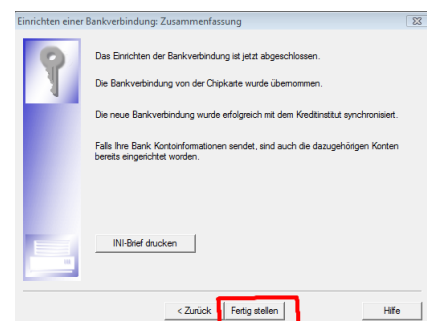 Einrichten einer Bankverbindung: Zusammenfassung
Das Einrichten der Bankverbindung ist jetzt abgeschlossen.
Die Bankverbindung von der Chipkarte wurde übernommen.
Die neue Bankverbindung wurde erfolgreich mit dem Kreditinstitut synchronisiert.
Falls Ihre Bank Kontoinformationen sendet, sind auch die dazugehörigen Konten
bereits eingerichtet worden.
INI-Brief drucken
< Zurück Fertig stellen Hilfe